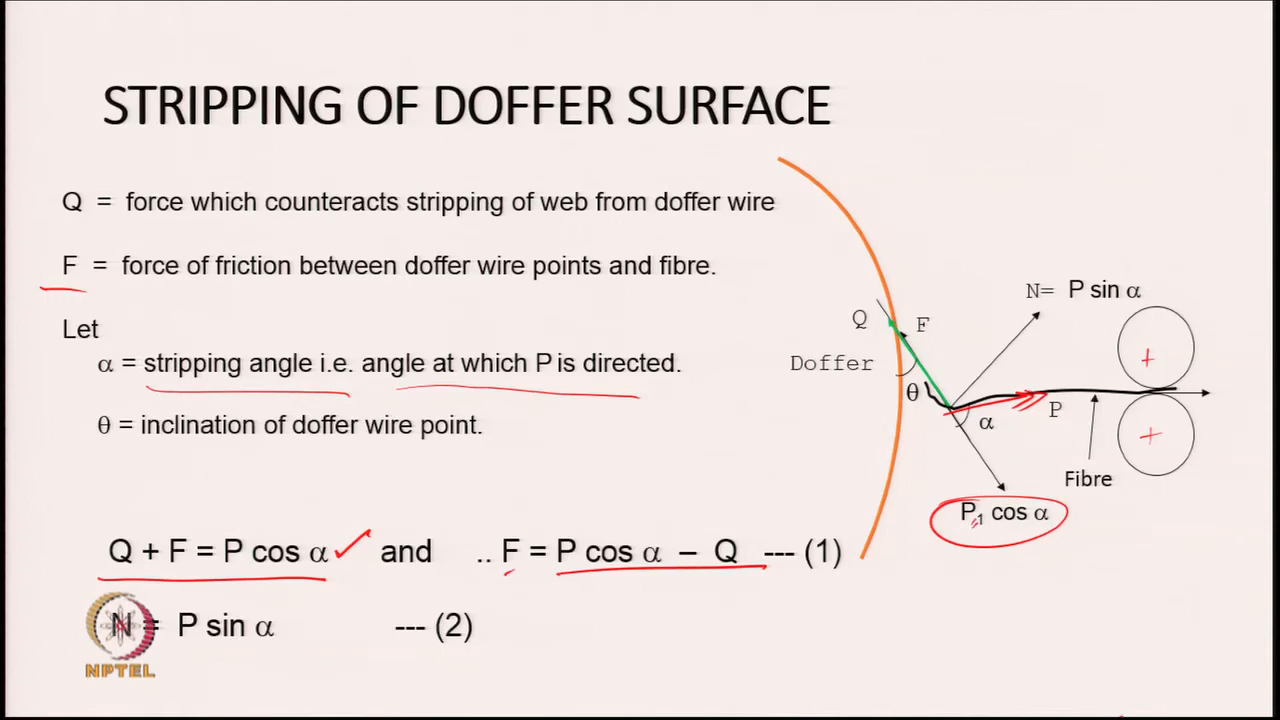 STRIPPING OF DOFFER SURFACE
Q = force which counteracts stripping of web from doffer wire
F = force of friction between doffer wire points and fibre.
Let
α = stripping angle i.e. angle at which P is directed.
θ = inclination of doffer wire point.
Q + F = P cos α and .. F = P cos α – Q --- (1)
N = P sin α --- (2)
N= P sin α
Q
F
Doffer
θ
α
P
Fibre
P₁ cos α
NPTEL